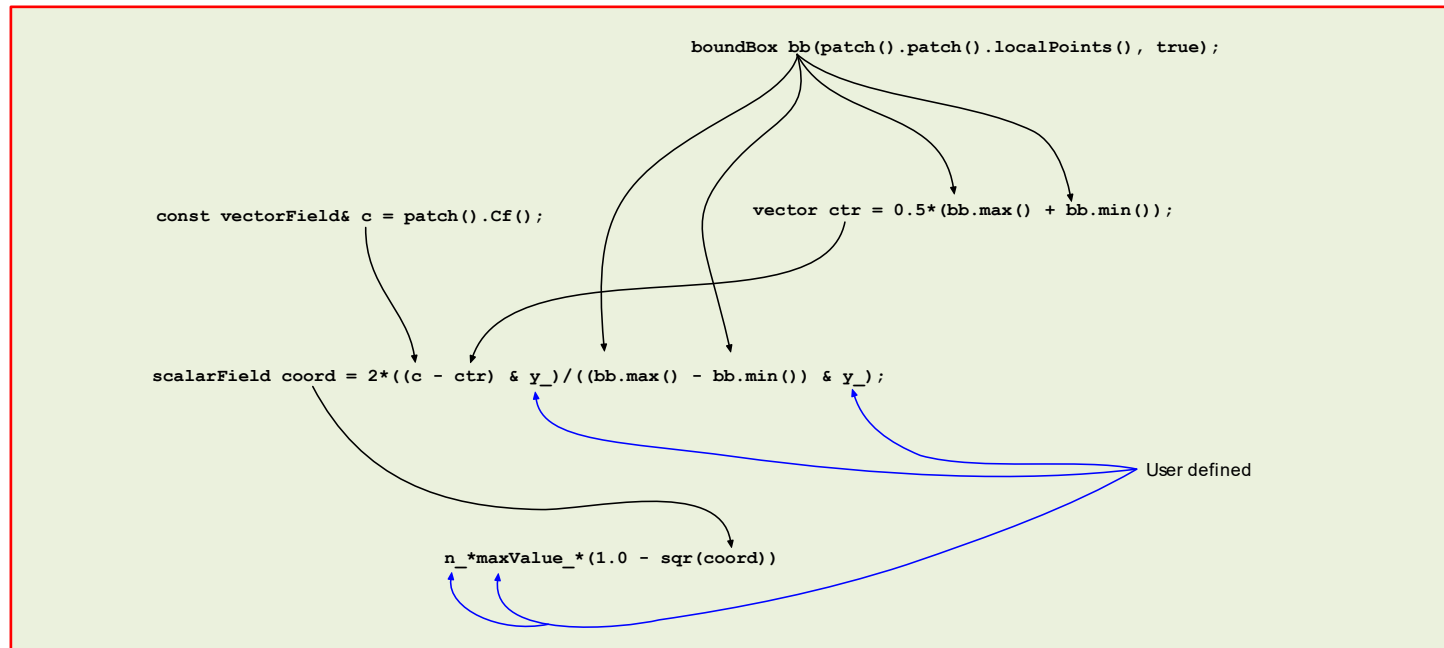 boundBox bb(patch().patch().localPoints(), true);
const vectorField& c = patch().Cf();
vector ctr = 0.5*(bb.max() + bb.min());
scalarField coord = 2*((c - ctr) & y_)/((bb.max() - bb.min()) & y_);
User defined
n_*maxValue_*(1.0 - sqr(coord))